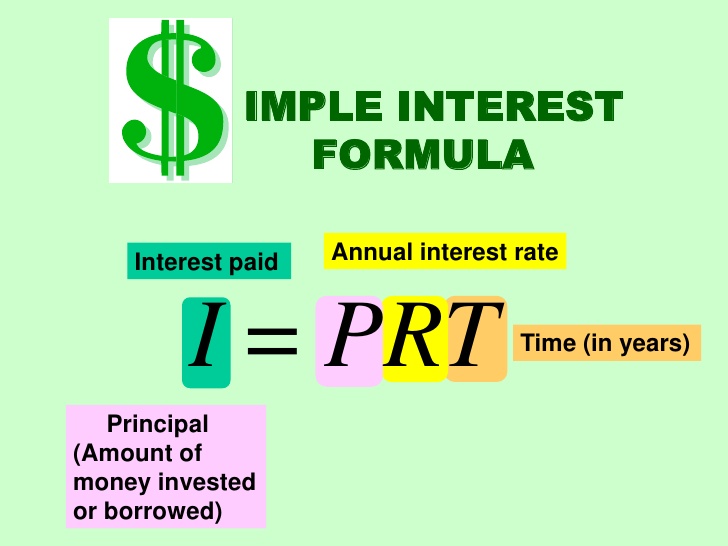 $IMPLE INTEREST
FORMULA
Interest paid
Annual interest rate
I = PRT
Time (in years)
Principal
(Amount of
money invested
or borrowed)